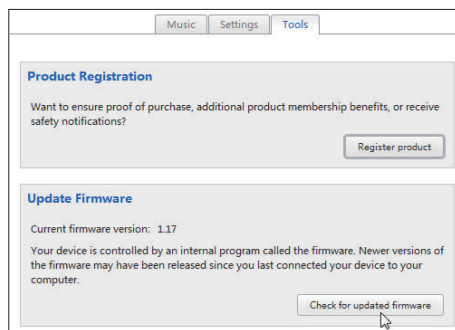 Music Settings Tools
Product Registration
Want to ensure proof of purchase, additional product membership benefits, or receive
safety notifications?
Register product
Update Firmware
Current firmware version: 1.17
Your device is controlled by an internal program called the firmware. Newer versions of
the firmware may have been released since you last connected your device to your
computer.
Check for updated firmware